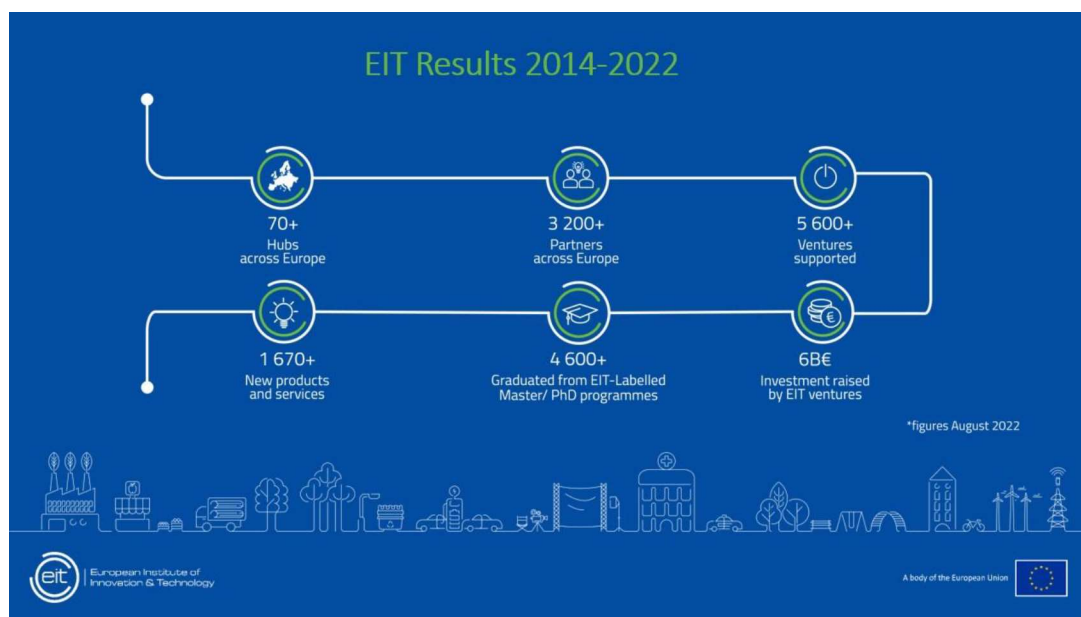 EIT Results 2014-2022
70+
Hubs
across Europe
3 200+
Partners
across Europe
5 600+
Ventures
supported
1 670+
New products
and services
4 600+
Graduated from EIT-Labelled
Master/ PhD programmes
6B€
Investment raised
by EIT ventures
*figures August 2022
eit
European Institute of
Innovation & Technology
A body of the European Union